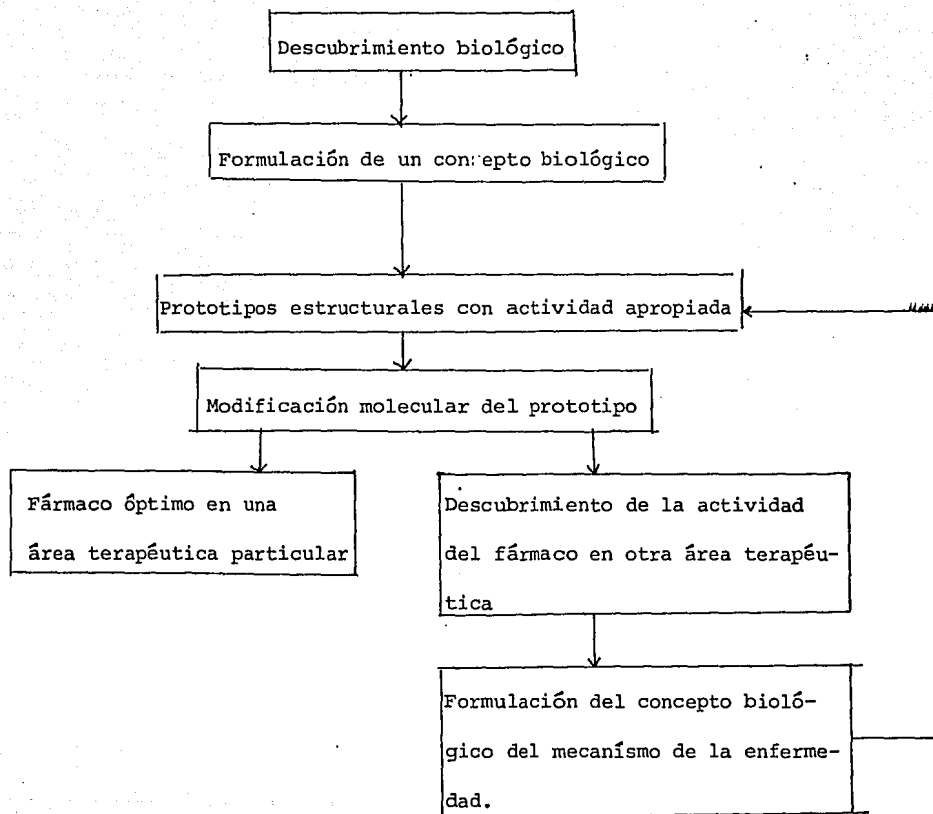 Descubrimiento biológico
Formulación de un concepto biológico
Prototipos estructurales con actividad apropiada
Modificación molecular del prototipo
Fármaco óptimo en una
área terapéutica particular
Descubrimiento de la actividad
del fármaco en otra área terapéu-
tica
Formulación del concepto bioló-
gico del mecanísmo de la enferme-
dad.